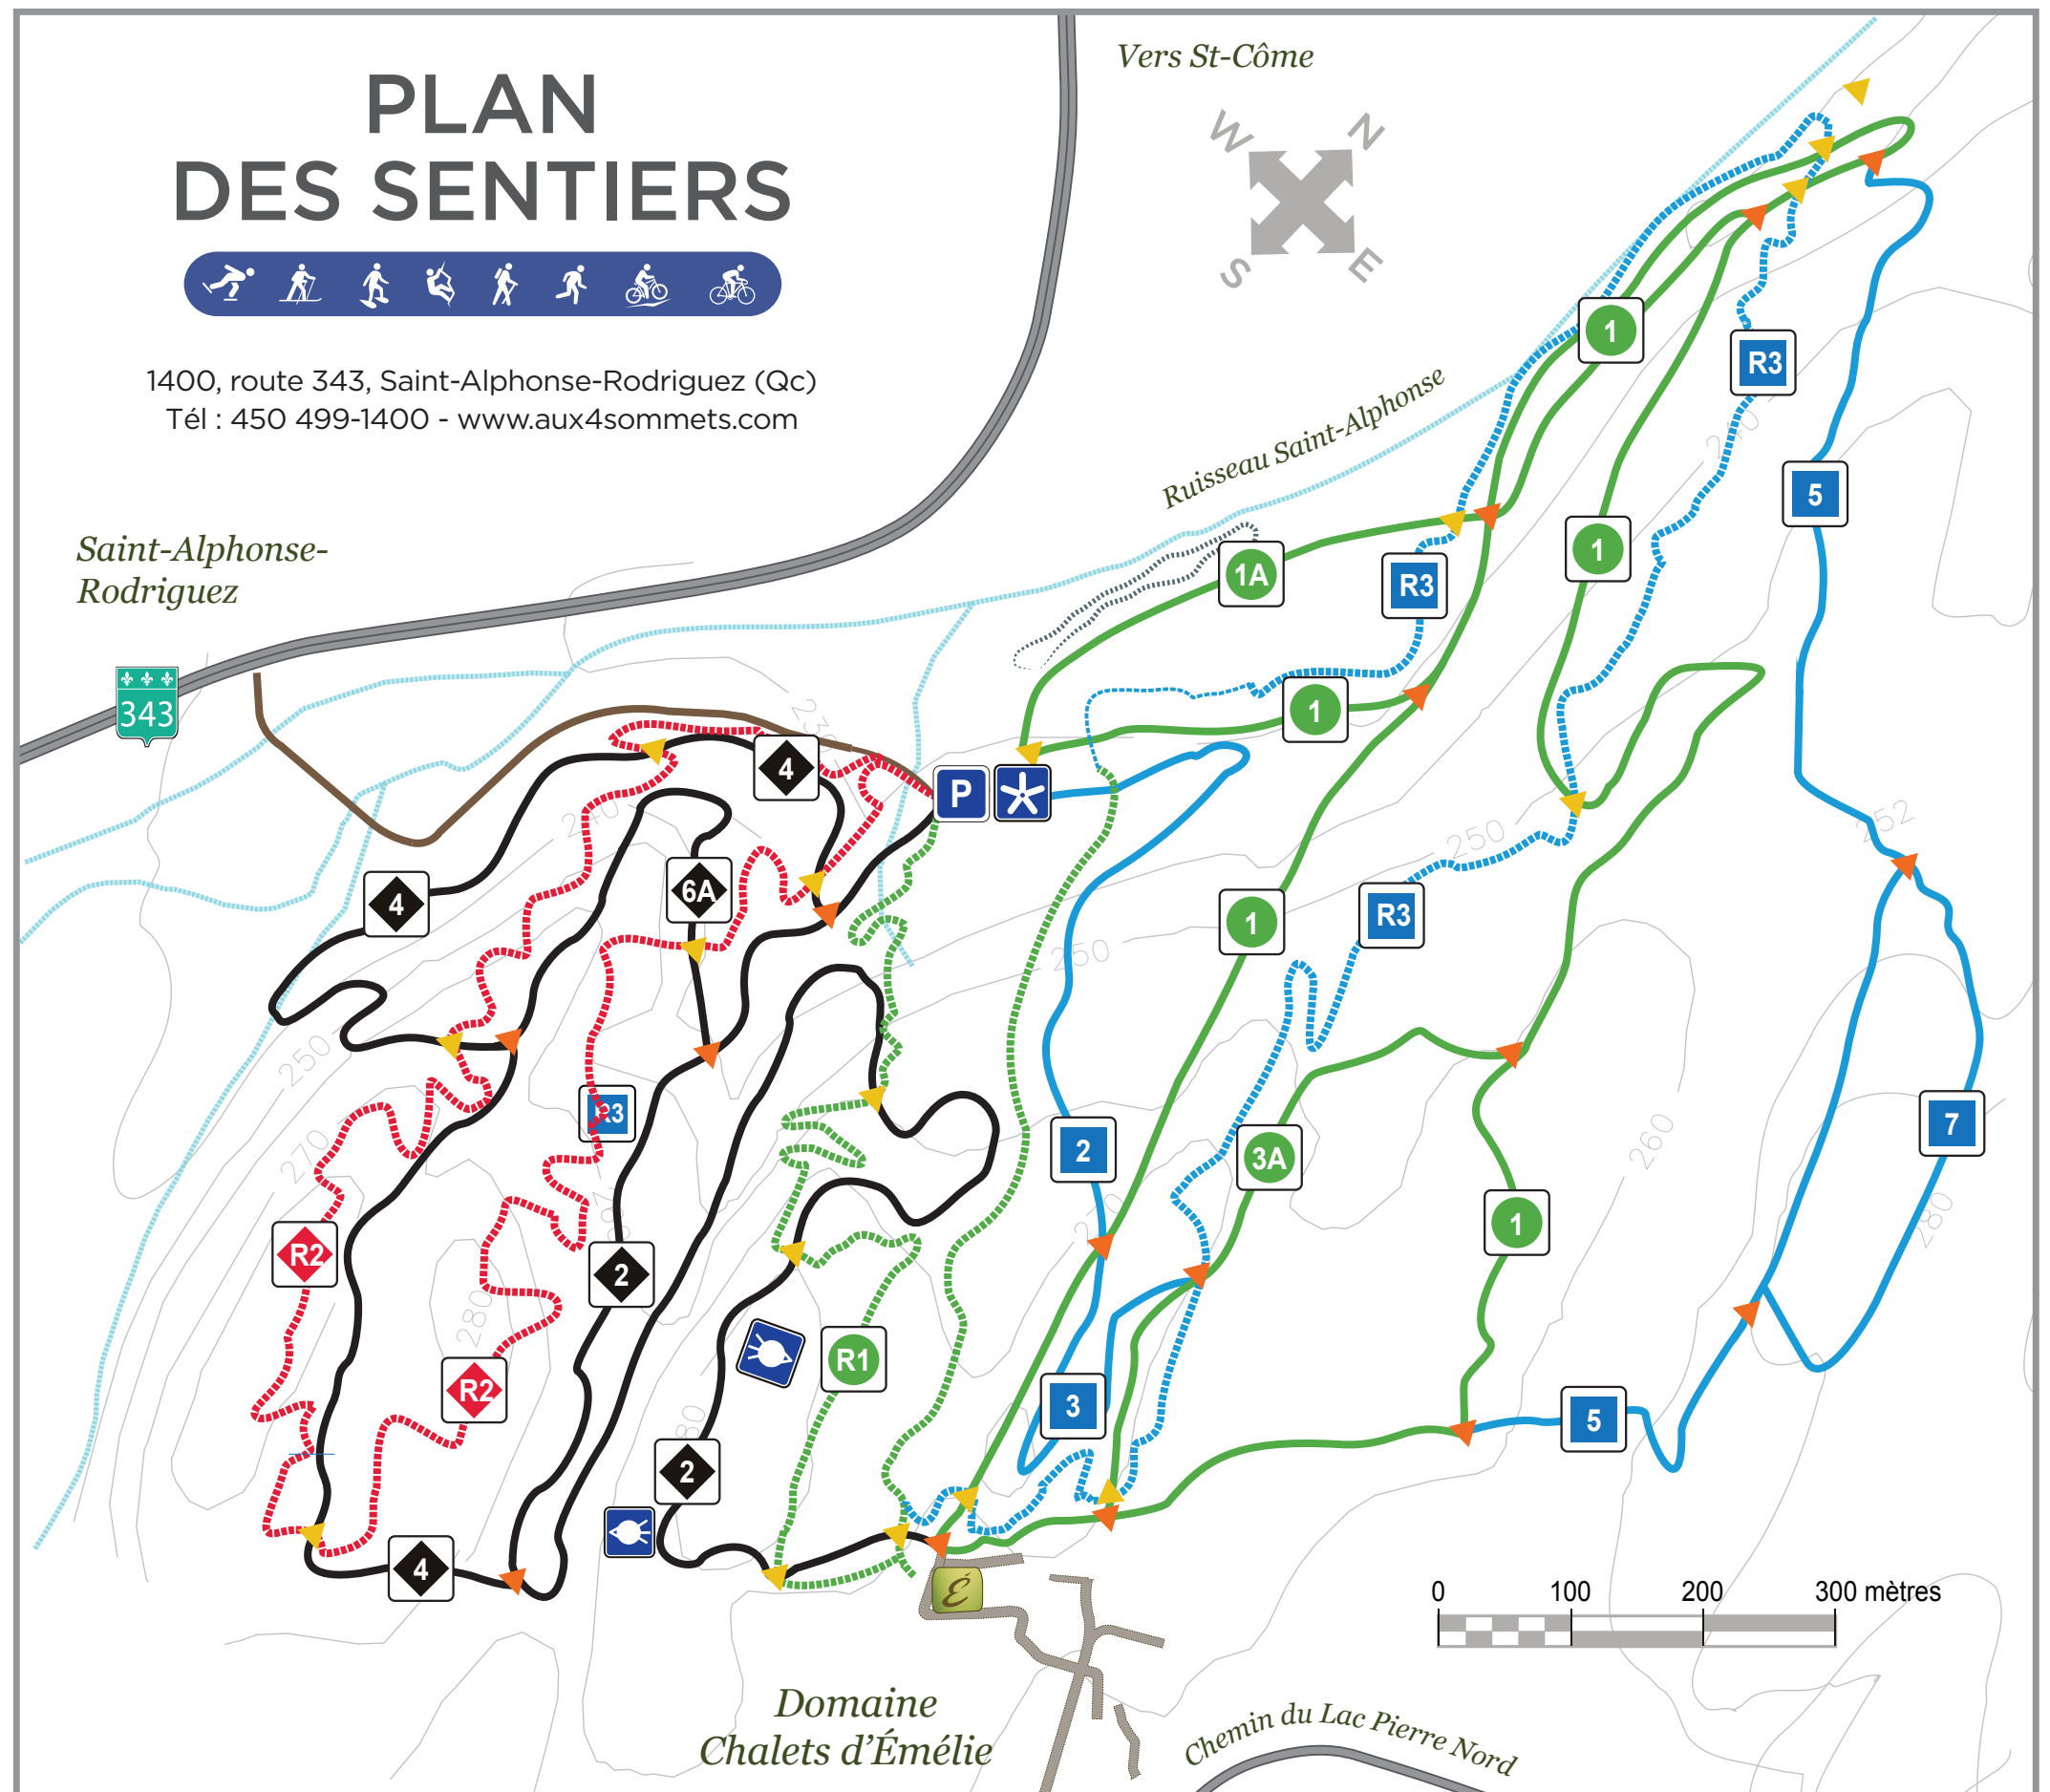 PLAN
DES SENTIERS
1400, route 343, Saint-Alphonse-Rodriguez (Qc)
Tél : 450 499-1400 - www.aux4sommets.com
Vers St-Côme
W
N
S
E
Ruisseau Saint-Alphonse
Saint-Alphonse-
Rodriguez
343
1
R3
240
5
1
1A
R3
1
4
P
240
6A
4
250
252
1
R3
250
250
R3
270
2
3A
260
7
280
1
R2
2
280
R2
R1
3
5
2
4
É
0 100 200 300 mètres
Domaine
Chalets d'Émélie
Chemin du Lac Pierre Nord